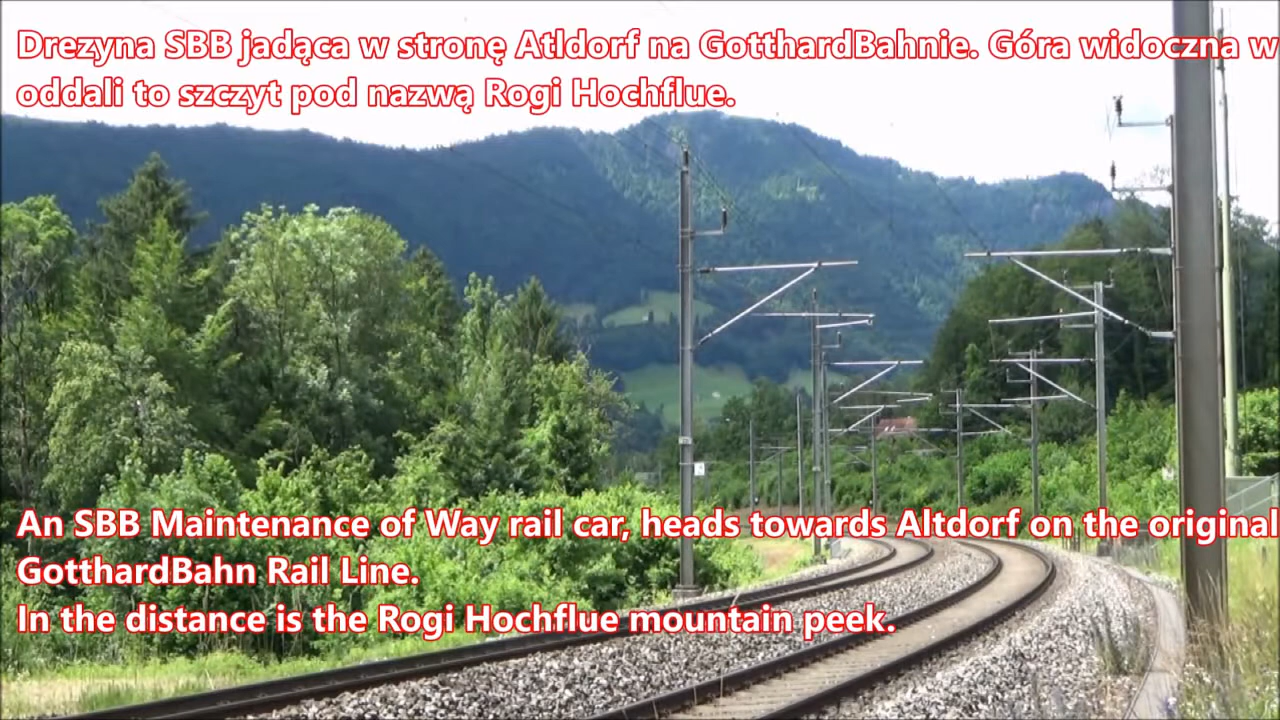 Drezyna SBB jadąca w stronę Atldorf na GotthardBahnie. Góra widoczna w
oddali to szczyt pod nazwą Rogi Hochflue.
An SBB Maintenance of Way rail car, heads towards Altdorf on the original
GotthardBahn Rail Line.
In the distance is the Rogi Hochflue mountain peek.